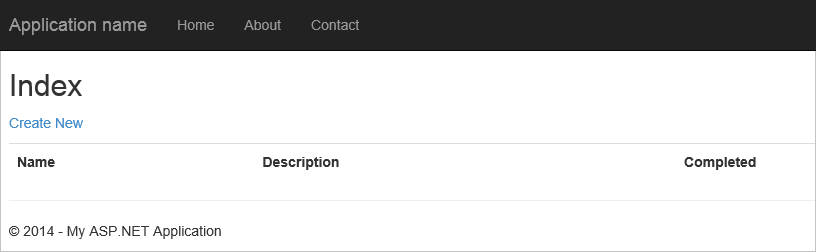 Application name Home About Contact
Index
Create New
Name Description Completed
© 2014 - My ASP.NET Application